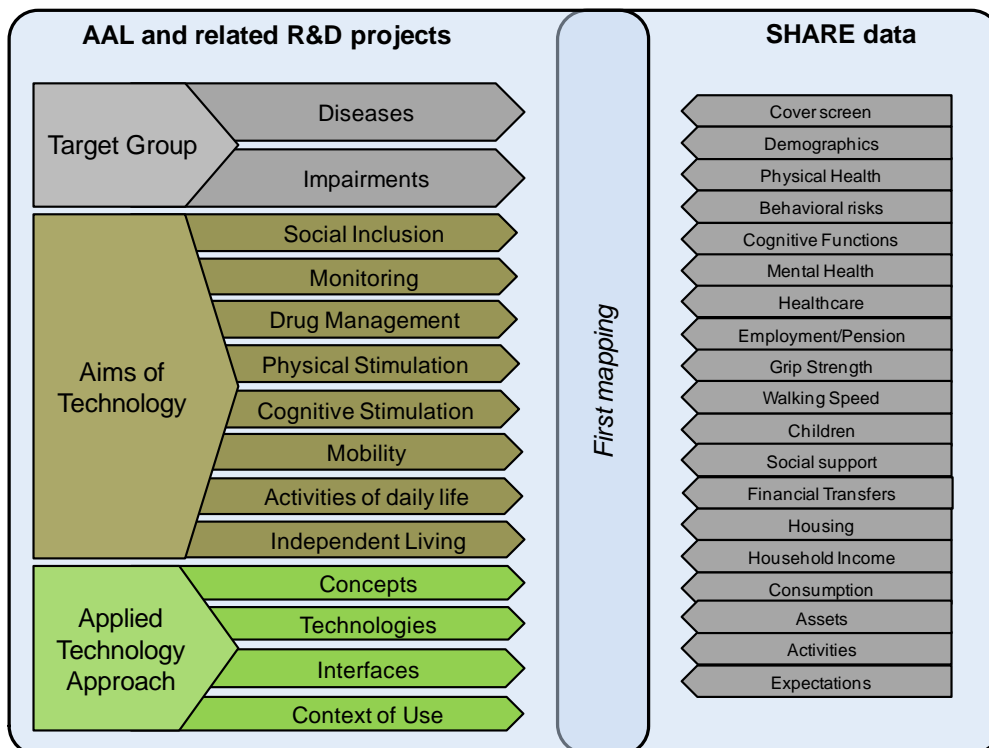 AAL and related R&D projects
Target Group
Diseases
Impairments
Aims of
Technology
Social Inclusion
Monitoring
Drug Management
Physical Stimulation
Cognitive Stimulation
Mobility
Activities of daily life
Independent Living
Applied
Technology
Approach
Concepts
Technologies
Interfaces
Context of Use
First mapping
SHARE data
Cover screen
Demographics
Physical Health
Behavioral risks
Cognitive Functions
Mental Health
Healthcare
Employment/Pension
Grip Strength
Walking Speed
Children
Social support
Financial Transfers
Housing
Household Income
Consumption
Assets
Activities
Expectations